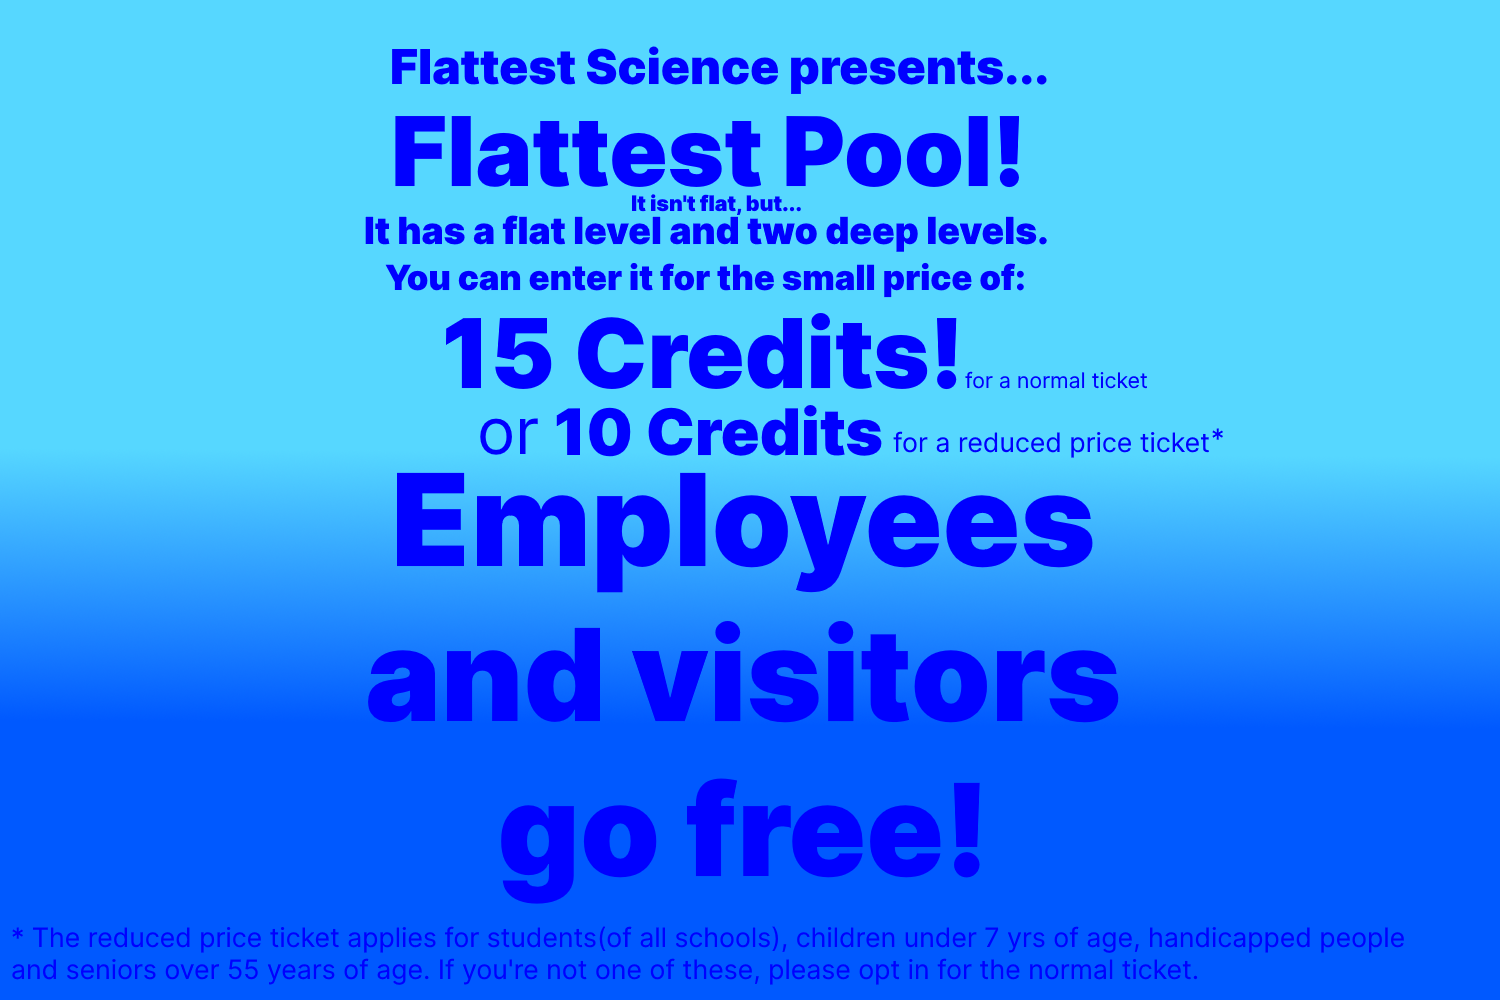 Flattest Science presents...
Flattest Pool!
It isn't flat, but...
It has a flat level and two deep levels.
You can enter it for the small price of:
15 Credits! for a normal ticket
or 10 Credits for a reduced price ticket*
Employees
and visitors
go free!
* The reduced price ticket applies for students(of all schools), children under 7 yrs of age, handicapped people
and seniors over 55 years of age. If you're not one of these, please opt in for the normal ticket.